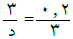 ٣/د = ٠,٢/٣